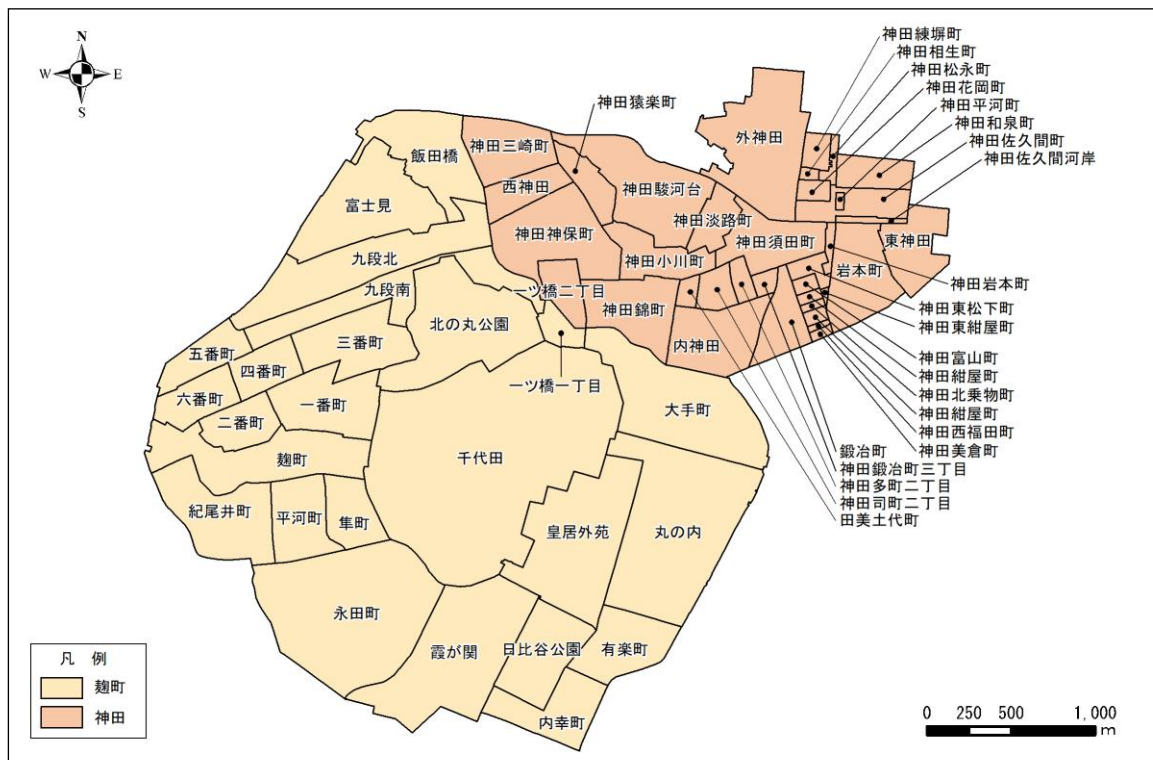 N
W
E
S
神田練塀町
神田相生町
神田松永町
神田花岡町
神田平河町
神田和泉町
神田佐久間町
神田佐久間河岸
神田猿楽町
外神田
飯田橋
神田三崎町
西神田
神田駿河台
富士見
神田淡路町
神田神保町
神田須田町
東神田
神田小川町
岩本町
九段北
神田岩本町
九段南
一ツ橋二丁目
神田錦町
北の丸公園
内神田
神田東松下町
神田東紺屋町
三番町
五番町
四番町
神田富山町
神田紺屋町
神田北乗物町
神田紺屋町
神田西福田町
神田美倉町
一ツ橋一丁目
六番町
一番町
二番町
大手町
鍛冶町
神田鍛冶町三丁目
神田多町二丁目
神田司町二丁目
田美土代町
麹町
千代田
紀尾井町
平河町
隼町
皇居外苑
丸の内
永田町
霞が関
日比谷公園
有楽町
内幸町
凡 例
麹町
神田
0 250 500 1,000
m